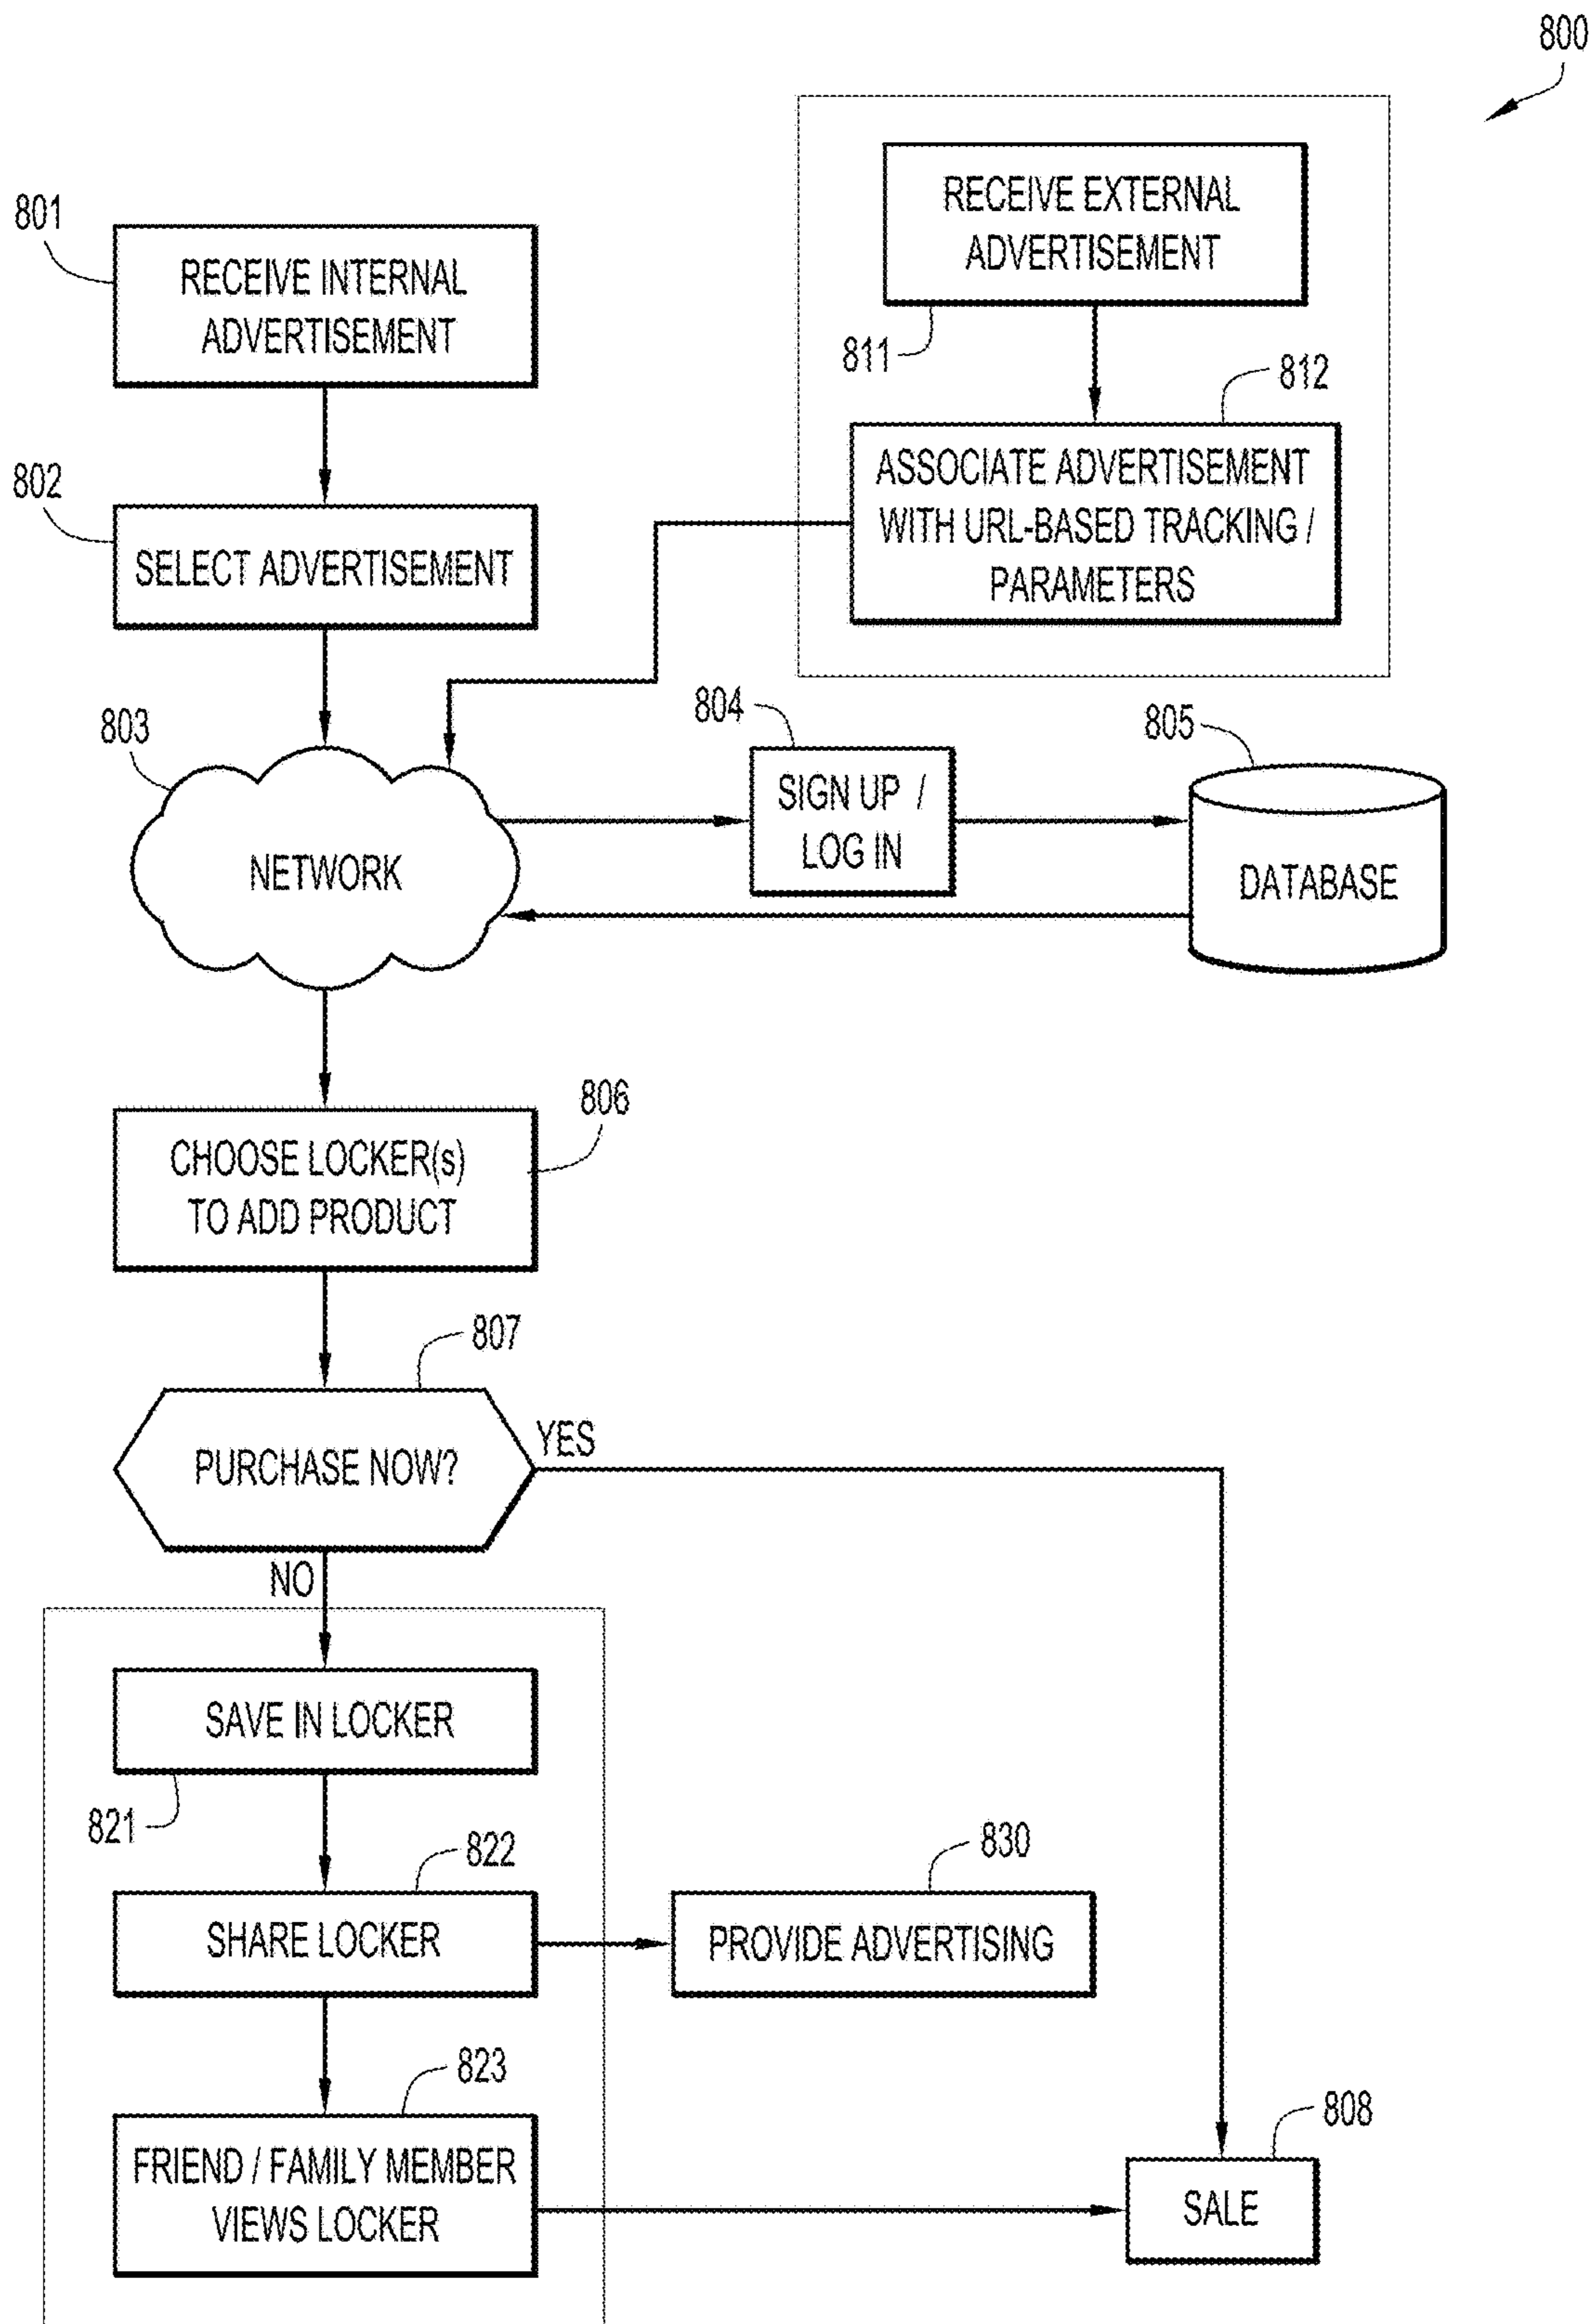 800
801
RECEIVE INTERNAL
ADVERTISEMENT
RECEIVE EXTERNAL
ADVERTISEMENT
811
812
802
SELECT ADVERTISEMENT
ASSOCIATE ADVERTISEMENT
WITH URL-BASED TRACKING /
PARAMETERS
803
NETWORK
804
SIGN UP /
LOG IN
805
DATABASE
806
CHOOSE LOCKER(s)
TO ADD PRODUCT
807
PURCHASE NOW?
YES
NO
SAVE IN LOCKER
821
822
SHARE LOCKER
830
PROVIDE ADVERTISING
823
FRIEND / FAMILY MEMBER
VIEWS LOCKER
808
SALE